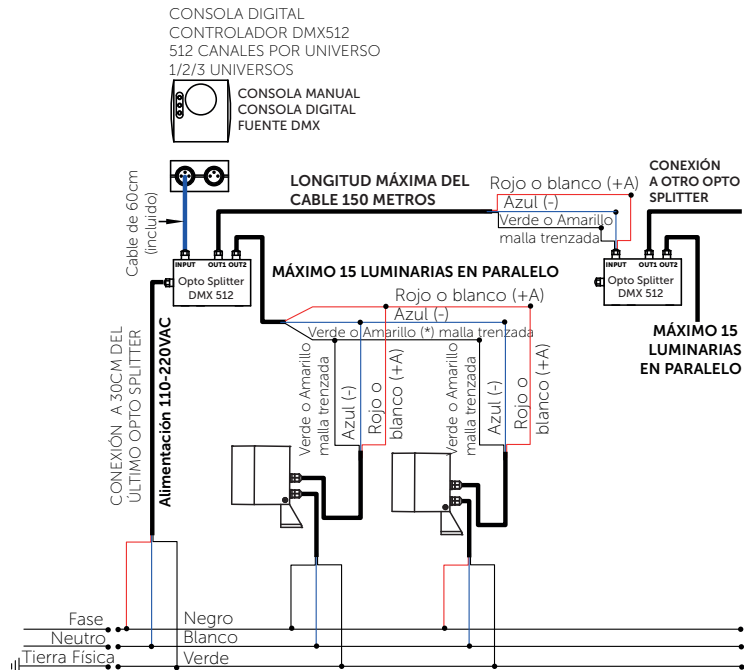 CONSOLA DIGITAL
CONTROLADOR DMX512
512 CANALES POR UNIVERSO
1/2/3 UNIVERSOS
CONSOLA MANUAL
CONSOLA DIGITAL
FUENTE DMX
Cable de 60cm
(incluido)
LONGITUD MÁXIMA DEL
CABLE 150 METROS
Rojo o blanco (+A)
Azul (-)
Verde o Amarillo
malla trenzada
CONEXIÓN
A OTRO OPTO
SPLITTER
INPUT OUT1 OUT2
Opto Splitter
DMX 512
INPUT OUT1 OUT2
Opto Splitter
DMX 512
MÁXIMO 15 LUMINARIAS EN PARALELO
Rojo o blanco (+A)
Azul (-)
Verde o Amarillo (*) malla trenzada
MÁXIMO 15
LUMINARIAS
EN PARALELO
CONEXIÓN A 30CM DEL
ÚLTIMO OPTO SPLITTER
Alimentación 110-220VAC
Verde o Amarillo
malla trenzada
Azul (-)
Rojo o
blanco (+A)
Verde o Amarillo
malla trenzada
Azul (-)
Rojo o
blanco (+A)
Fase
Negro
Neutro
Blanco
Tierra Física
Verde